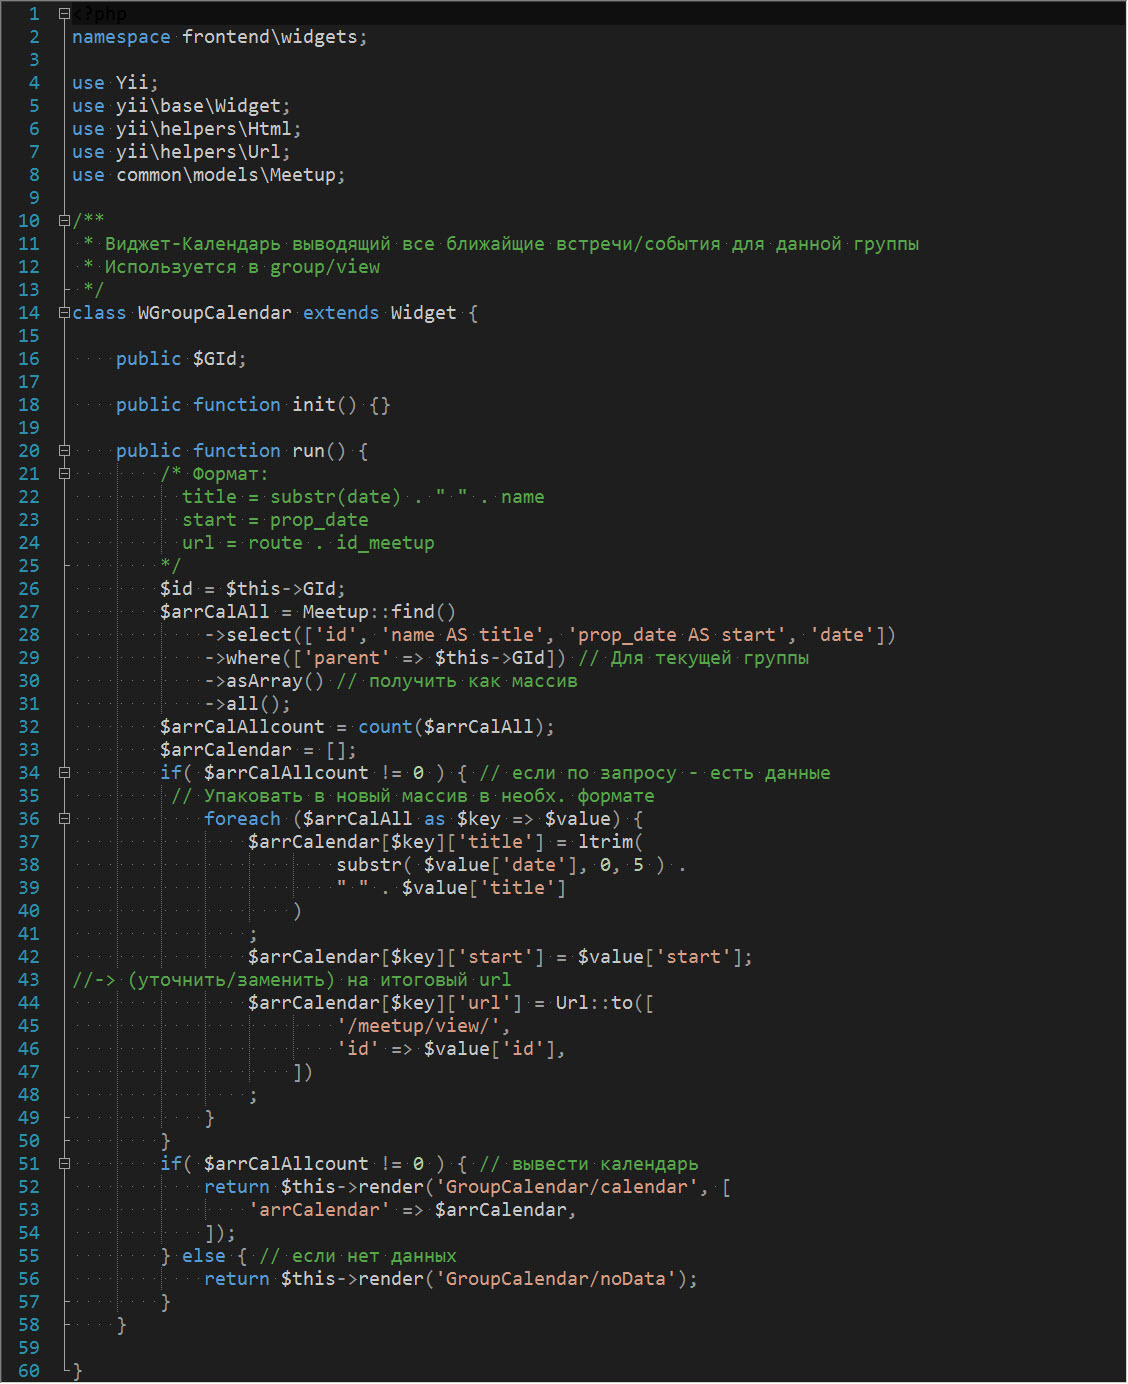 1 <?php
2 namespace frontend\widgets;
3
4 use Yii;
5 use yii\base\Widget;
6 use yii\helpers\Html;
7 use yii\helpers\Url;
8 use common\models\Meetup;
9
10 /**
11  * Виджет-Календарь выводящий все ближайщие встречи/события для данной группы
12  * Используется в group/view
13  */
14 class WGroupCalendar extends Widget {
15
16     public $GId;
17
18     public function init() {}
19
20     public function run() {
21         /* Формат:
22           title = substr(date) . " " . name
23           start = prop_date
24           url = route . id_meetup
25         */
26         $id = $this->GId;
27         $arrCalAll = Meetup::find()
28             ->select(['id', 'name AS title', 'prop_date AS start', 'date'])
29             ->where(['parent' => $this->GId]) // Для текущей группы
30             ->asArray() // получить как массив
31             ->all();
32         $arrCalAllcount = count($arrCalAll);
33         $arrCalendar = [];
34         if( $arrCalAllcount != 0 ) { // если по запросу - есть данные
35          // Упаковать в новый массив в необх. формате
36             foreach ($arrCalAll as $key => $value) {
37                 $arrCalendar[$key]['title'] = ltrim(
38                         substr( $value['date'], 0, 5 ) .
39                         " " . $value['title']
40                     )
41                 ;
42                 $arrCalendar[$key]['start'] = $value['start'];
43 //-> (уточнить/заменить) на итоговый url
44                 $arrCalendar[$key]['url'] = Url::to([
45                         '/meetup/view/',
46                         'id' => $value['id'],
47                     ])
48                 ;
49             }
50         }
51         if( $arrCalAllcount != 0 ) { // вывести календарь
52             return $this->render('GroupCalendar/calendar', [
53                 'arrCalendar' => $arrCalendar,
54             ]);
55         } else { // если нет данных
56             return $this->render('GroupCalendar/noData');
57         }
58     }
59
60 }